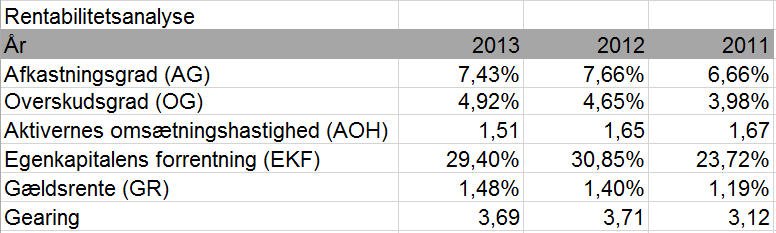 Rentabilitetsanalyse
År 2013 2012 2011
Afkastningsgrad (AG) 7,43% 7,66% 6,66%
Overskudsgrad (OG) 4,92% 4,65% 3,98%
Aktivernes omsætningshastighed (AOH) 1,51 1,65 1,67
Egenkapitalens forrentning (EKF) 29,40% 30,85% 23,72%
Gældsrente (GR) 1,48% 1,40% 1,19%
Gearing 3,69 3,71 3,12